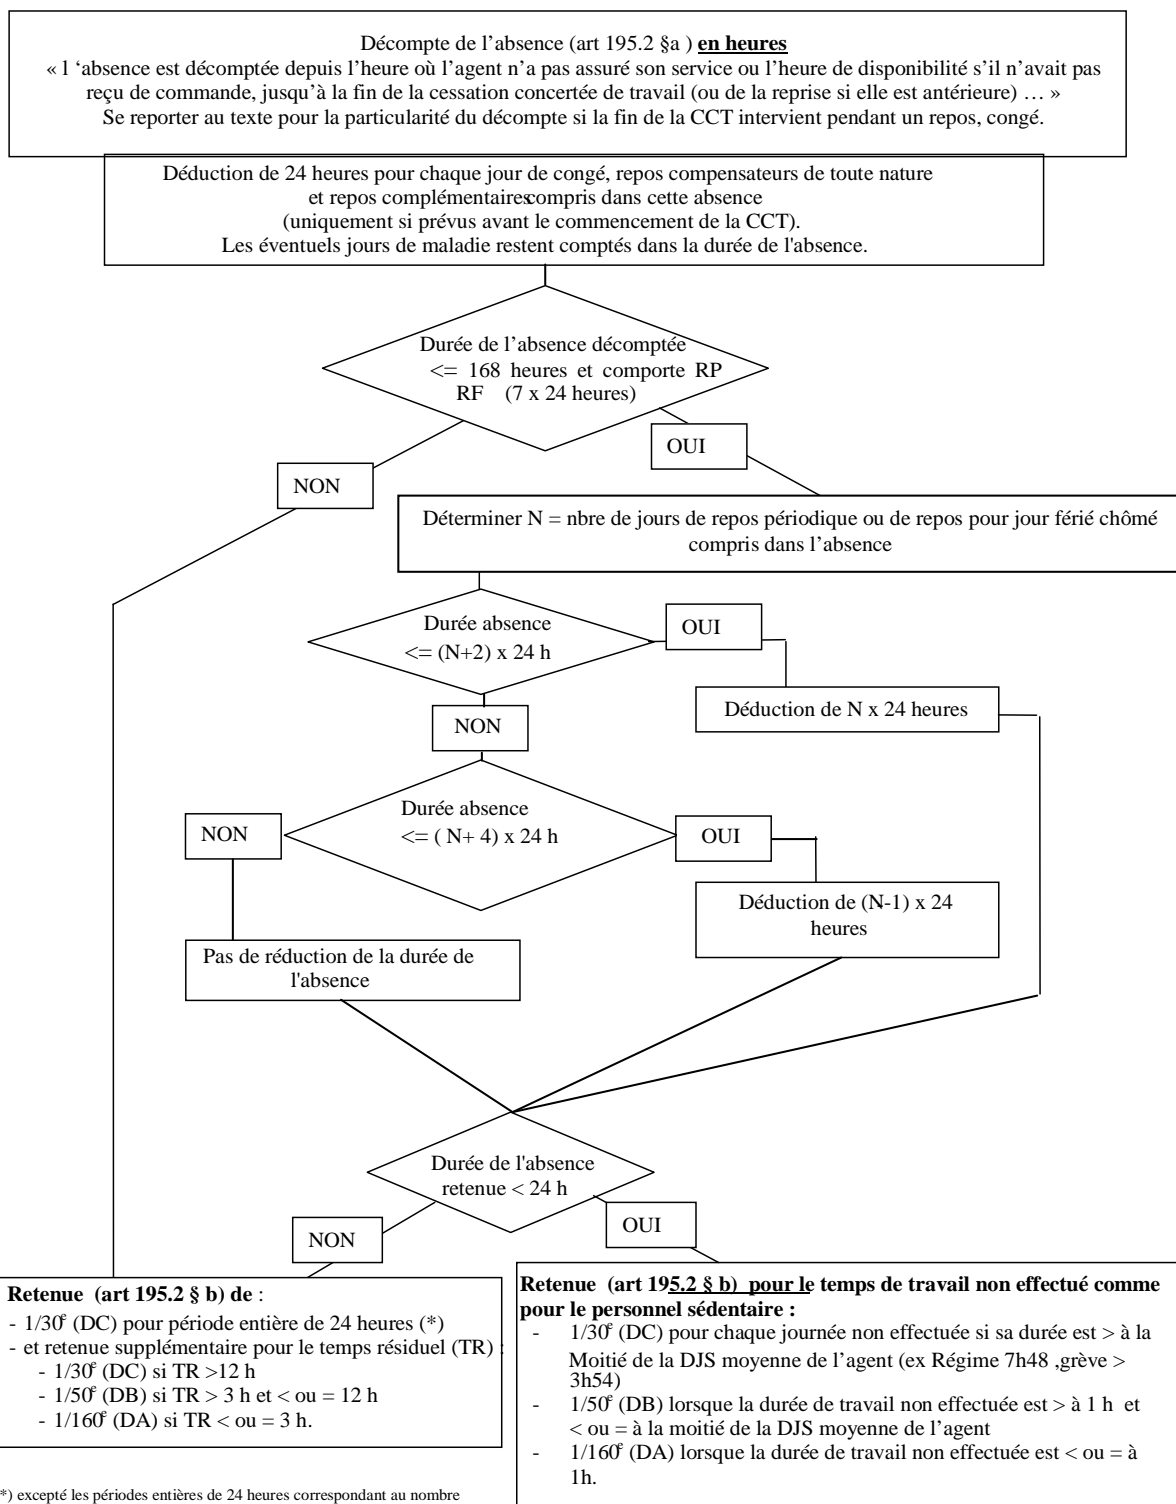 Décompte de l’absence (art 195.2 §a ) en heures
« l ‘absence est décomptée depuis l’heure où l’agent n’a pas assuré son service ou l’heure de disponibilité s’il n’avait pas
reçu de commande, jusqu’à la fin de la cessation concertée de travail (ou de la reprise si elle est antérieure) … »
Se reporter au texte pour la particularité du décompte si la fin de la CCT intervient pendant un repos, congé.
Déduction de 24 heures pour chaque jour de congé, repos compensateurs de toute nature
et repos complémentaires compris dans cette absence
(uniquement si prévus avant le commencement de la CCT).
Les éventuels jours de maladie restent comptés dans la durée de l'absence.
Durée de l’absence décomptée
<= 168 heures et comporte RP
RF (7 x 24 heures)
OUI
NON
Déterminer N = nbre de jours de repos périodique ou de repos pour jour férié chômé
compris dans l’absence
Durée absence
<= (N+2) x 24 h
OUI
Déduction de N x 24 heures
NON
Durée absence
<= ( N+ 4) x 24 h
NON
OUI
Déduction de (N-1) x 24
heures
Pas de réduction de la durée de
l'absence
Durée de l'absence
retenue < 24 h
NON
OUI
Retenue (art 195.2 § b) de :
- 1/30e (DC) pour période entière de 24 heures (*)
- et retenue supplémentaire pour le temps résiduel (TR) :
- 1/30e (DC) si TR >12 h
- 1/50e (DB) si TR > 3 h et < ou = 12 h
- 1/160e (DA) si TR < ou = 3 h.
Retenue (art 195.2 § b) pour le temps de travail non effectué comme
pour le personnel sédentaire :
- 1/30e (DC) pour chaque journée non effectuée si sa durée est > à la
Moitié de la DJS moyenne de l’agent (ex Régime 7h48 ,grève >
3h54)
- 1/50e (DB) lorsque la durée de travail non effectuée est > à 1 h et
< ou = à la moitié de la DJS moyenne de l’agent
- 1/160e (DA) lorsque la durée de travail non effectuée est < ou = à
1h.
*) excepté les périodes entières de 24 heures correspondant au nombre